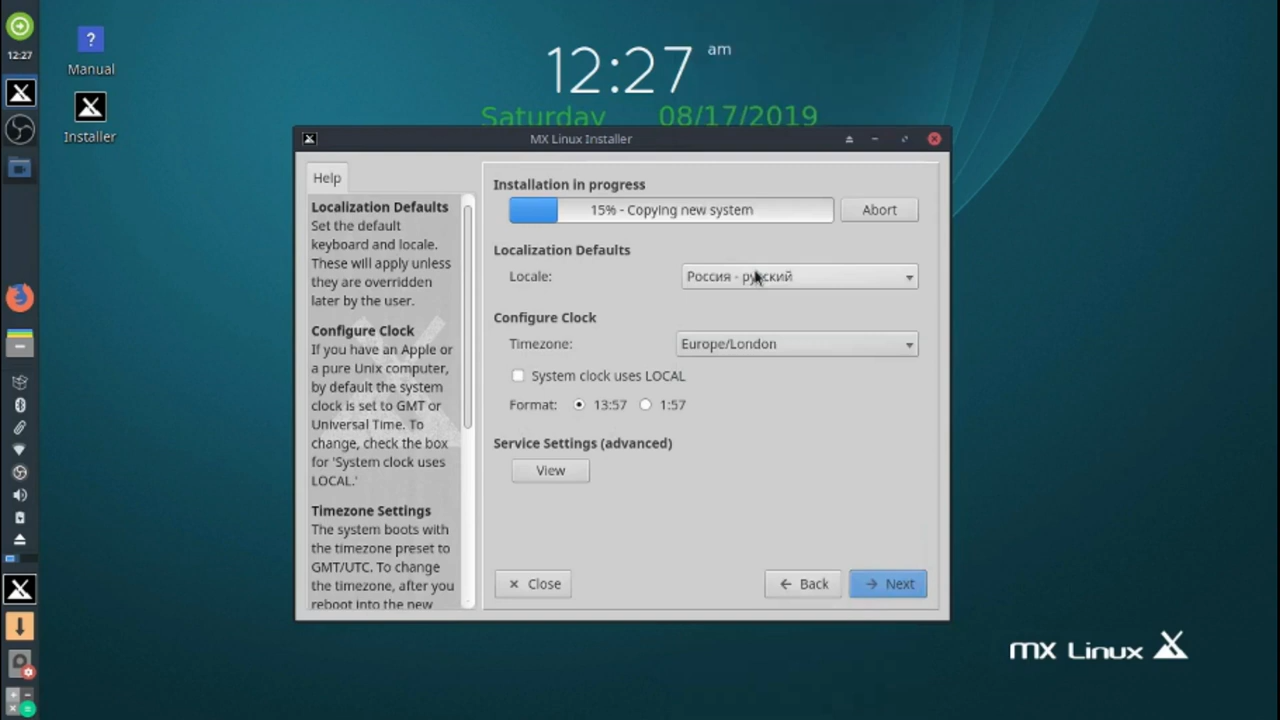 12:27
Manual
Installer
12:27 am
Saturday 08/17/2019
MX Linux Installer
Help
Localization Defaults
Set the default
keyboard and locale.
These will apply unless
they are overridden
later by the user.
Configure Clock
If you have an Apple or
a pure Unix computer,
by default the system
clock is set to GMT or
Universal Time. To
change, check the box
for 'System clock uses
LOCAL.'
Timezone Settings
The system boots with
the timezone preset to
GMT/UTC. To change
the timezone, after you
reboot into the new
Installation in progress
15% - Copying new system
Abort
Localization Defaults
Locale:
Россия - русский
Configure Clock
Timezone:
Europe/London
System clock uses LOCAL
Format: 13:57 1:57
Service Settings (advanced)
View
Close
Back
Next
MX Linux